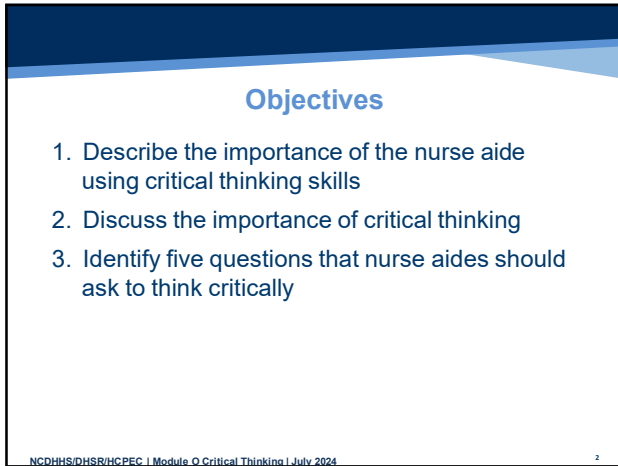 Objectives
1. Describe the importance of the nurse aide
using critical thinking skills
2. Discuss the importance of critical thinking
3. Identify five questions that nurse aides should
ask to think critically
NCDHHS/DHSR/HCPEC | Module O Critical Thinking | July 2024
2